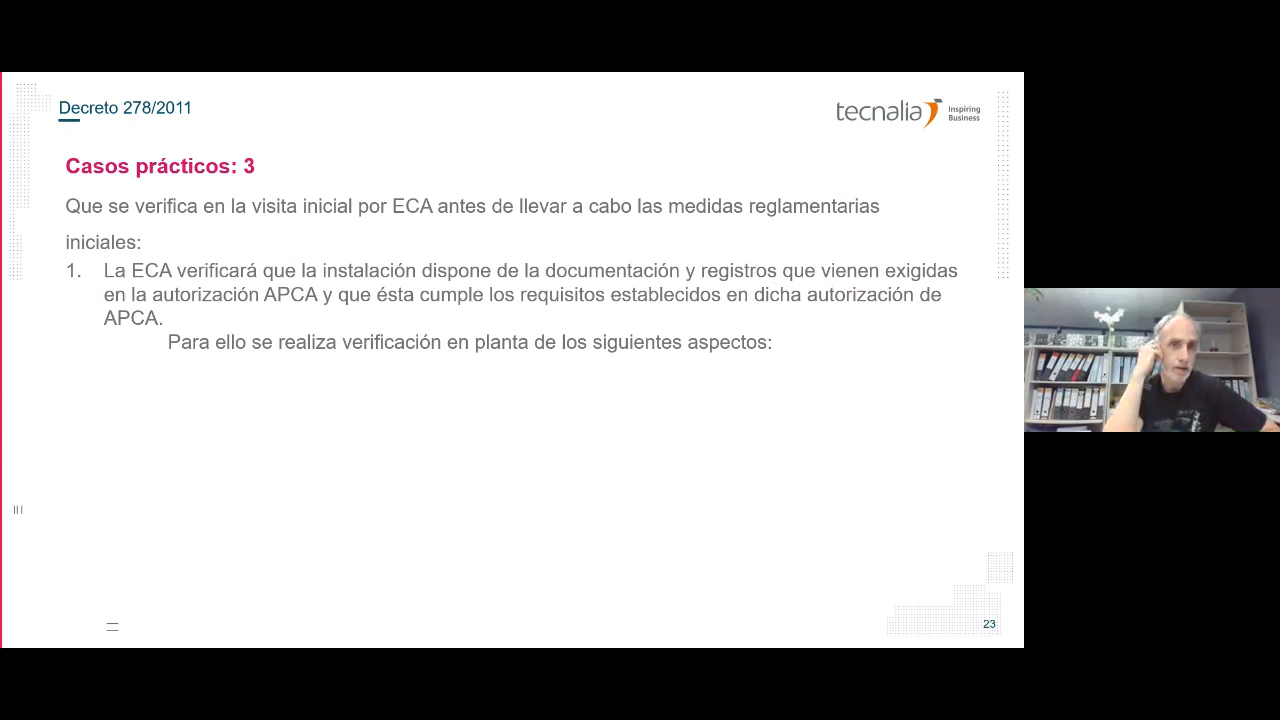 Decreto 278/2011
tecnalia Inspiring
Business
Casos prácticos: 3
Que se verifica en la visita inicial por ECA antes de llevar a cabo las medidas reglamentarias
iniciales:
1. La ECA verificará que la instalación dispone de la documentación y registros que vienen exigidas
en la autorización APCA y que ésta cumple los requisitos establecidos en dicha autorización de
APCA.
Para ello se realiza verificación en planta de los siguientes aspectos:
23